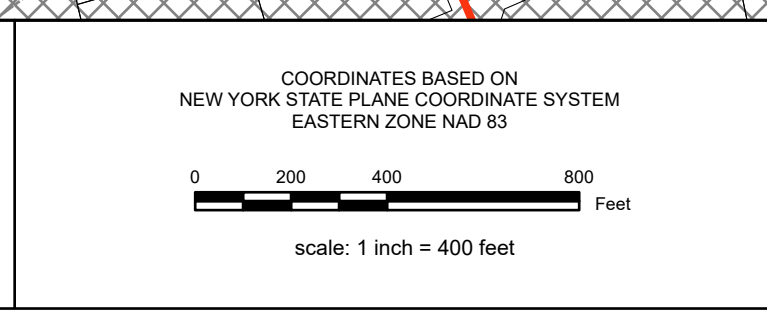 COORDINATES BASED ON
NEW YORK STATE PLANE COORDINATE SYSTEM
EASTERN ZONE NAD 83
0 200 400 800
Feet
scale: 1 inch = 400 feet